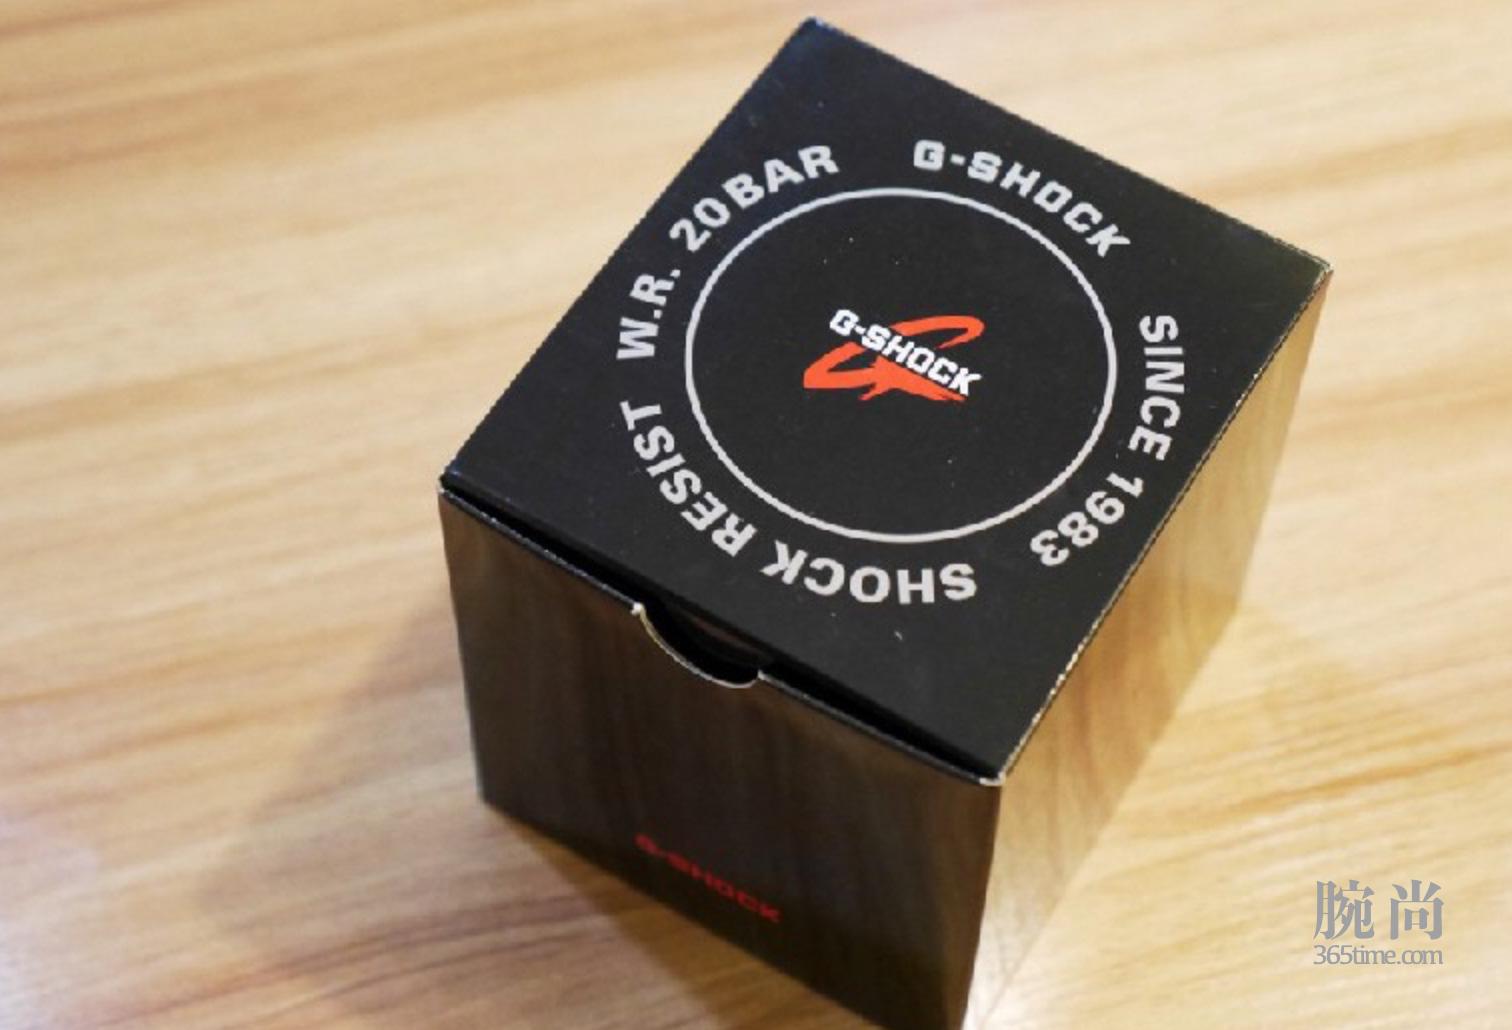 G-SHOCK
SINCE 1983
SHOCK RESIST
W.R. 20BAR
G-SHOCK
G-SHOCK
腕尚
365time.com